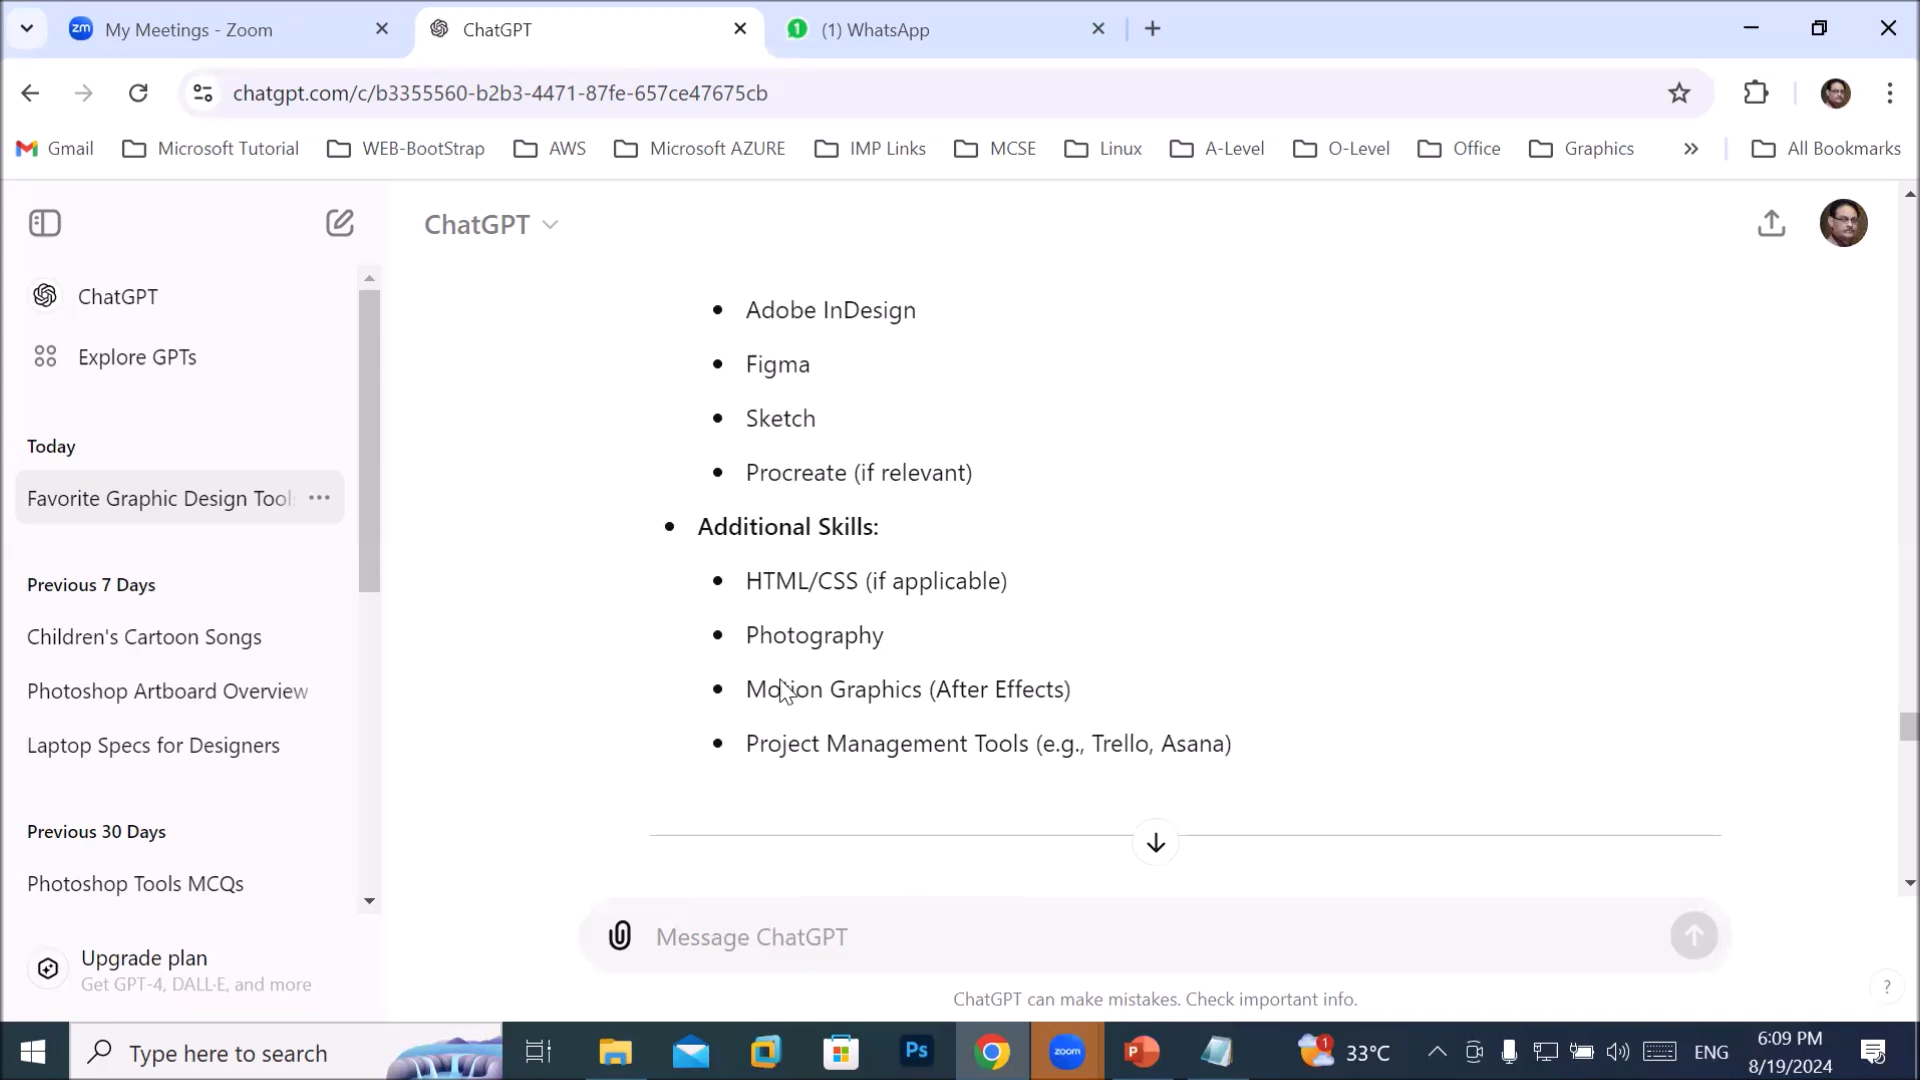 zm My Meetings - Zoom
ChatGPT
1 (1) WhatsApp
chatgpt.com/c/b3355560-b2b3-4471-87fe-657ce47675cb
Gmail Microsoft Tutorial WEB-BootStrap AWS Microsoft AZURE IMP Links MCSE Linux A-Level O-Level Office Graphics » All Bookmarks
ChatGPT
ChatGPT
Explore GPTs
Today
Favorite Graphic Design Tool
Previous 7 Days
Children's Cartoon Songs
Photoshop Artboard Overview
Laptop Specs for Designers
Previous 30 Days
Photoshop Tools MCQs
Upgrade plan
Get GPT-4, DALL·E, and more
• Adobe InDesign
• Figma
• Sketch
• Procreate (if relevant)
• Additional Skills:
• HTML/CSS (if applicable)
• Photography
• Motion Graphics (After Effects)
• Project Management Tools (e.g., Trello, Asana)
Message ChatGPT
ChatGPT can make mistakes. Check important info.
?
Type here to search
Ps
zoom
P
1
33°C
ENG
6:09 PM
8/19/2024